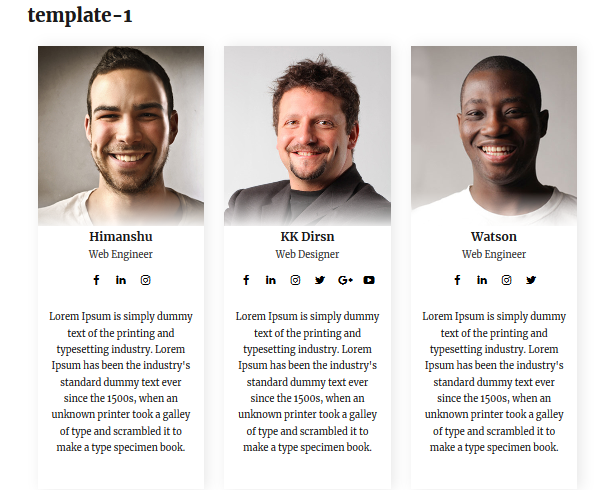 template-1
Himanshu
Web Engineer
Lorem Ipsum is simply dummy
text of the printing and
typesetting industry. Lorem
Ipsum has been the industry's
standard dummy text ever
since the 1500s, when an
unknown printer took a galley
of type and scrambled it to
make a type specimen book.
KK Dirsn
Web Designer
Lorem Ipsum is simply dummy
text of the printing and
typesetting industry. Lorem
Ipsum has been the industry's
standard dummy text ever
since the 1500s, when an
unknown printer took a galley
of type and scrambled it to
make a type specimen book.
Watson
Web Engineer
Lorem Ipsum is simply dummy
text of the printing and
typesetting industry. Lorem
Ipsum has been the industry's
standard dummy text ever
since the 1500s, when an
unknown printer took a galley
of type and scrambled it to
make a type specimen book.